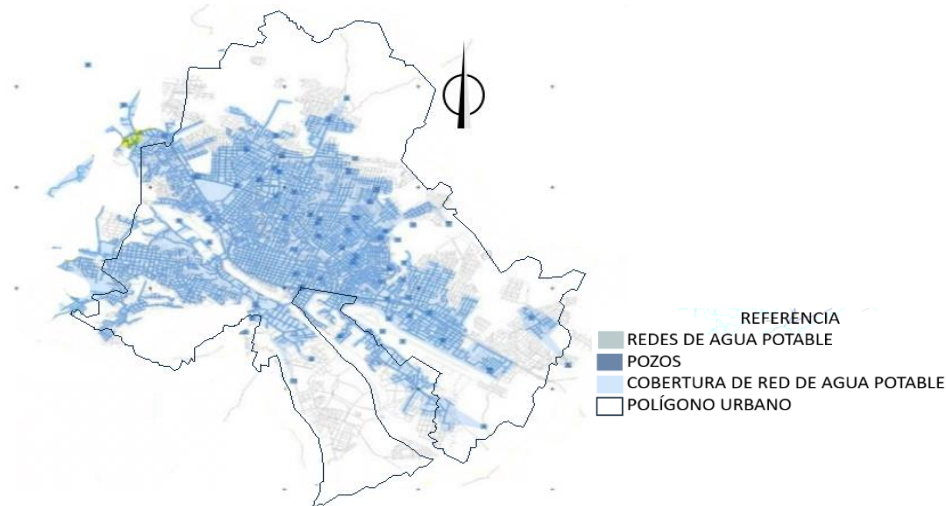 REFERENCIA
REDES DE AGUA POTABLE
POZOS
COBERTURA DE RED DE AGUA POTABLE
POLÍGONO URBANO